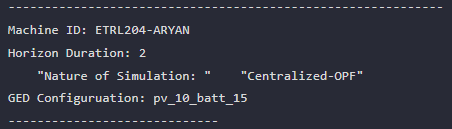 ------------------------------------------------------------
Machine ID: ETRL204-ARYAN
Horizon Duration: 2
    "Nature of Simulation: "    "Centralized-OPF"
GED Configuruation: pv_10_batt_15
-----------------------------